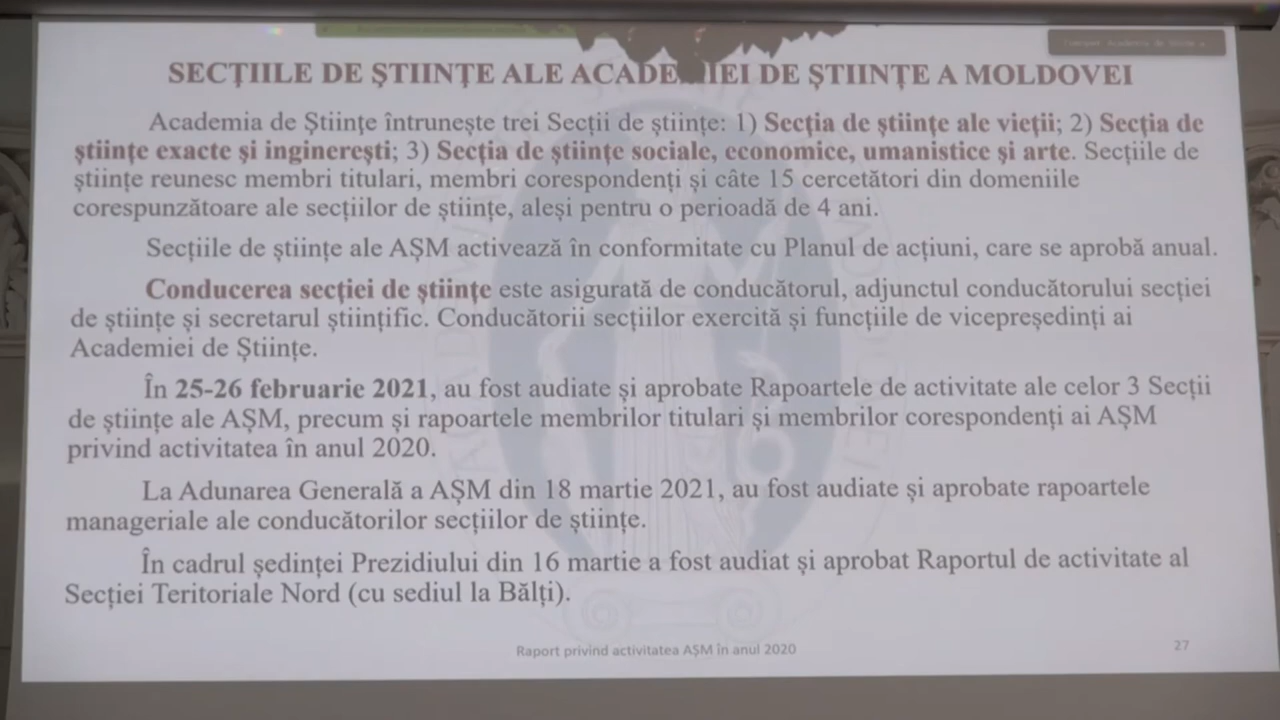 SECȚIILE DE ȘTIINȚE ALE ACADEMIEI DE ȘTIINȚE A MOLDOVEI
Academia de Științe întrunește trei Secții de științe: 1) Secția de științe ale vieții; 2) Secția de
științe exacte și inginerești; 3) Secția de științe sociale, economice, umanistice și arte. Secțiile de
științe reunesc membri titulari, membri corespondenți și câte 15 cercetători din domeniile
corespunzătoare ale secțiilor de științe, aleși pentru o perioadă de 4 ani.
Secțiile de științe ale AȘM activează în conformitate cu Planul de acțiuni, care se aprobă anual.
Conducerea secției de științe este asigurată de conducătorul, adjunctul conducătorului secției
de științe și secretarul științific. Conducătorii secțiilor exercită și funcțiile de vicepreședinți ai
Academiei de Științe.
În 25-26 februarie 2021, au fost audiate și aprobate Rapoartele de activitate ale celor 3 Secții
de științe ale AȘM, precum și rapoartele membrilor titulari și membrilor corespondenți ai AȘM
privind activitatea în anul 2020.
La Adunarea Generală a AȘM din 18 martie 2021, au fost audiate și aprobate rapoartele
manageriale ale conducătorilor secțiilor de științe.
În cadrul ședinței Prezidiului din 16 martie a fost audiat și aprobat Raportul de activitate al
Secției Teritoriale Nord (cu sediul la Bălți).
Raport privind activitatea AȘM în anul 2020
27